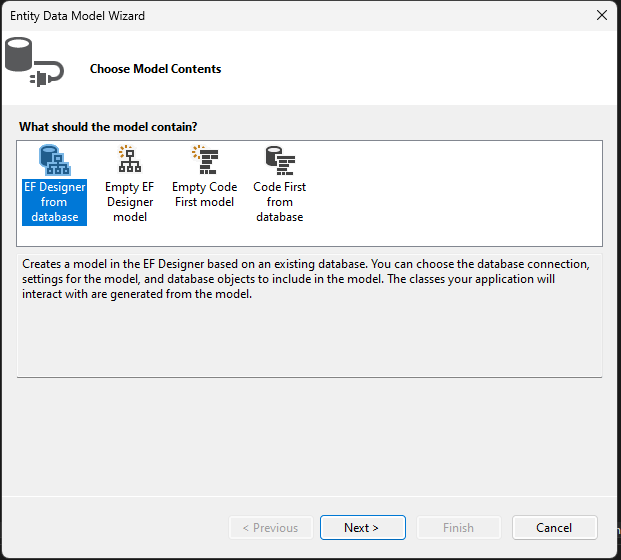 Entity Data Model Wizard
Choose Model Contents
What should the model contain?
EF Designer
from
database
Empty EF
Designer
model
Empty Code
First model
Code First
from
database
Creates a model in the EF Designer based on an existing database. You can choose the database connection,
settings for the model, and database objects to include in the model. The classes your application will
interact with are generated from the model.
< Previous
Next >
Finish
Cancel